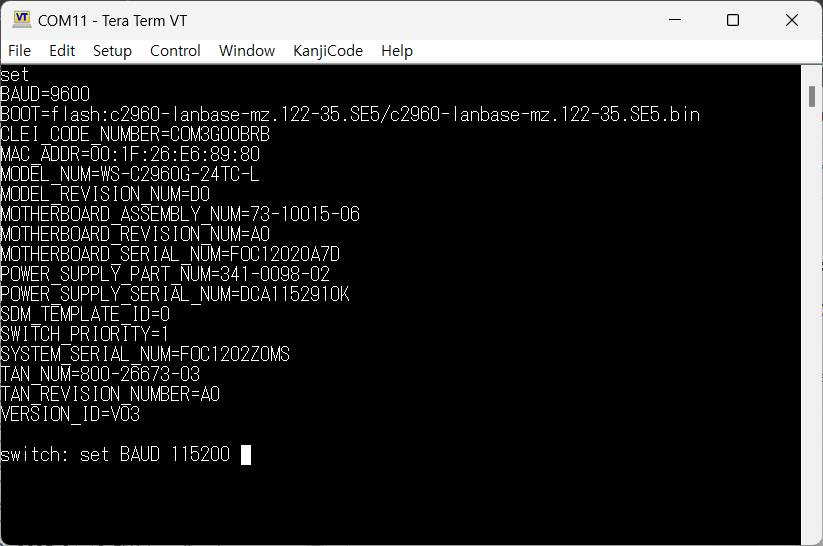 COM11 - Tera Term VT
File Edit Setup Control Window KanjiCode Help
set
BAUD=9600
BOOT=flash:c2960-lanbase-mz.122-35.SE5/c2960-lanbase-mz.122-35.SE5.bin
CLEI_CODE_NUMBER=COM3G00BRB
MAC_ADDR=00:1F:26:E6:89:80
MODEL_NUM=WS-C2960G-24TC-L
MODEL_REVISION_NUM=D0
MOTHERBOARD_ASSEMBLY_NUM=73-10015-06
MOTHERBOARD_REVISION_NUM=A0
MOTHERBOARD_SERIAL_NUM=FOC12020A7D
POWER_SUPPLY_PART_NUM=341-0098-02
POWER_SUPPLY_SERIAL_NUM=DCA1152910K
SDM_TEMPLATE_ID=0
SWITCH_PRIORITY=1
SYSTEM_SERIAL_NUM=FOC1202Z0MS
TAN_NUM=800-26673-03
TAN_REVISION_NUMBER=A0
VERSION_ID=V03
switch: set BAUD 115200